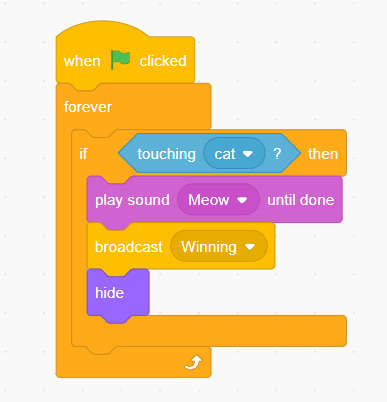 when clicked
forever
if touching cat ? then
play sound Meow until done
broadcast Winning
hide